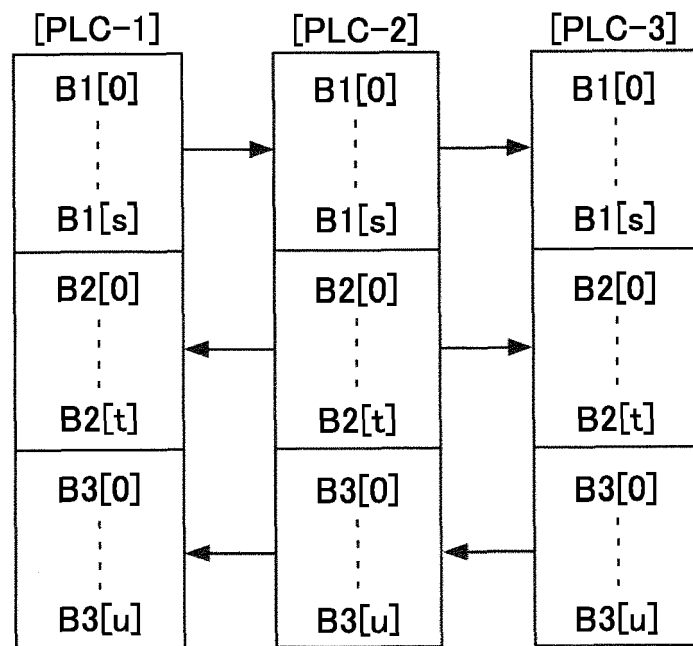 [PLC-1] [PLC-2] [PLC-3]
B1[0] B1[0] B1[0]
B1[s] B1[s] B1[s]
B2[0] B2[0] B2[0]
B2[t] B2[t] B2[t]
B3[0] B3[0] B3[0]
B3[u] B3[u] B3[u]